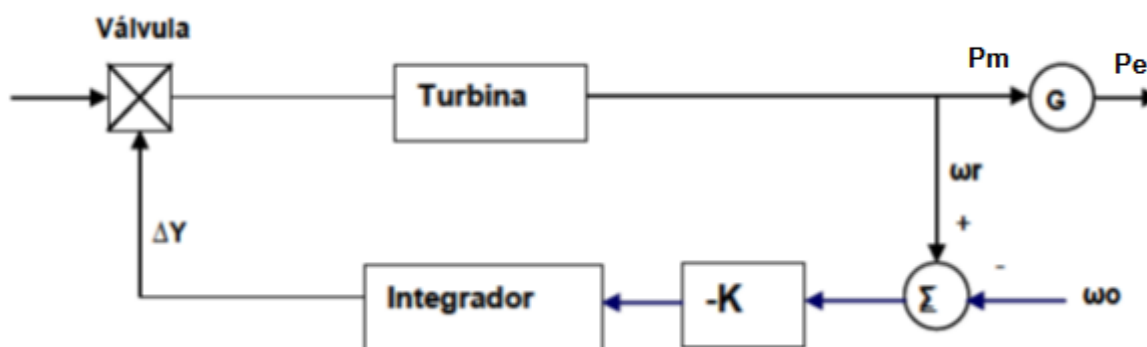 Válvula
Pm
Pe
Turbina
G
ωr
+
ΔY
-
Integrador
-K
Σ
ωo